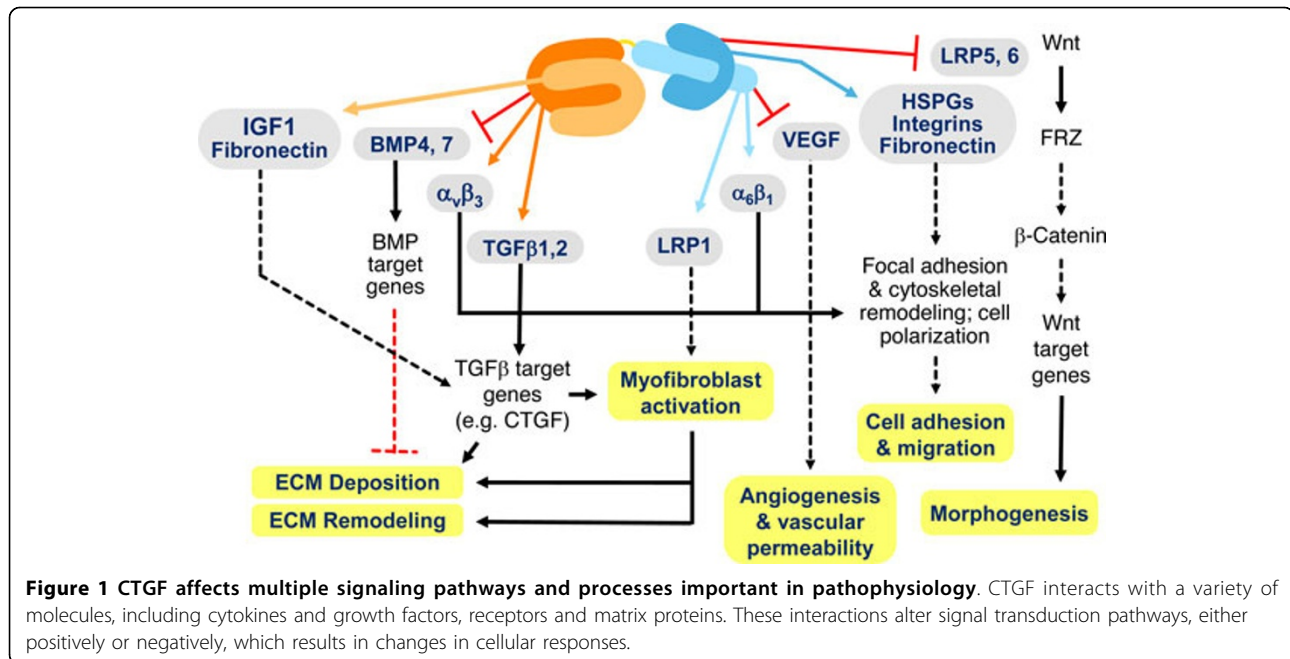 LRP5, 6
Wnt
IGF1
Fibronectin
BMP4, 7
VEGF
HSPGs
Integrins
Fibronectin
FRZ
αvβ3
α6β1
BMP
target
genes
TGFβ1,2
LRP1
β-Catenin
Focal adhesion
& cytoskeletal
remodeling; cell
polarization
Wnt
target
genes
TGFβ target
genes
(e.g. CTGF)
Myofibroblast
activation
Cell adhesion
& migration
ECM Deposition
ECM Remodeling
Angiogenesis
& vascular
permeability
Morphogenesis
Figure 1 CTGF affects multiple signaling pathways and processes important in pathophysiology. CTGF interacts with a variety of
molecules, including cytokines and growth factors, receptors and matrix proteins. These interactions alter signal transduction pathways, either
positively or negatively, which results in changes in cellular responses.